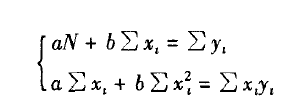 aN + b∑xᵢ = ∑yᵢ
a∑xᵢ + b∑xᵢ² = ∑xᵢyᵢ